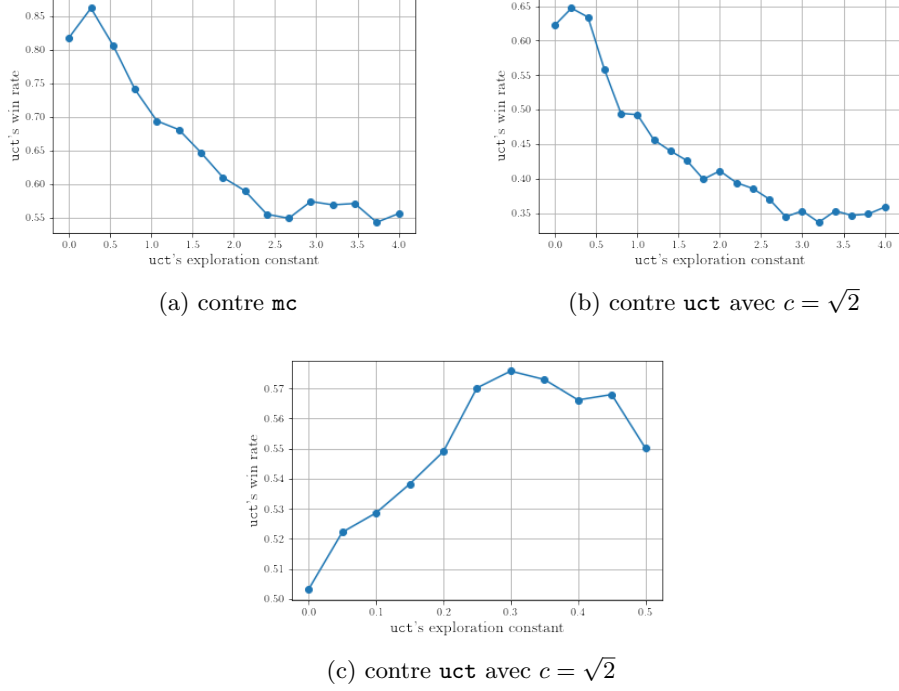 0.85
0.80
0.75
0.70
0.65
0.60
0.55
uct's win rate
0.0 0.5 1.0 1.5 2.0 2.5 3.0 3.5 4.0
uct's exploration constant
(a) contre mc
0.65
0.60
0.55
0.50
0.45
0.40
0.35
uct's win rate
0.0 0.5 1.0 1.5 2.0 2.5 3.0 3.5 4.0
uct's exploration constant
(b) contre uct avec c = √2
0.57
0.56
0.55
0.54
0.53
0.52
0.51
0.50
uct's win rate
0.0 0.1 0.2 0.3 0.4 0.5
uct's exploration constant
(c) contre uct avec c = √2